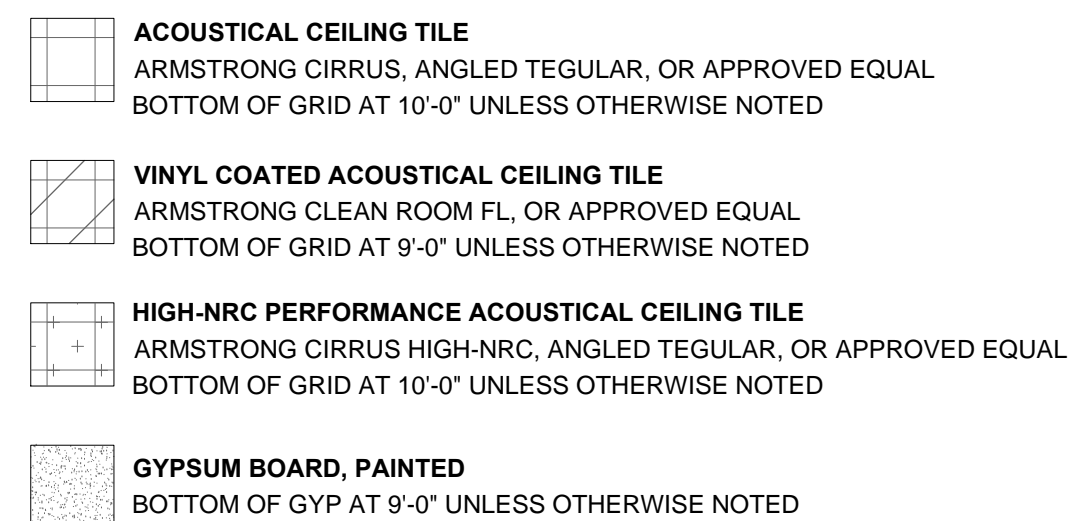 ACOUSTICAL CEILING TILE
ARMSTRONG CIRRUS, ANGLED TEGULAR, OR APPROVED EQUAL
BOTTOM OF GRID AT 10'-0" UNLESS OTHERWISE NOTED
VINYL COATED ACOUSTICAL CEILING TILE
ARMSTRONG CLEAN ROOM FL, OR APPROVED EQUAL
BOTTOM OF GRID AT 9'-0" UNLESS OTHERWISE NOTED
HIGH-NRC PERFORMANCE ACOUSTICAL CEILING TILE
ARMSTRONG CIRRUS HIGH-NRC, ANGLED TEGULAR, OR APPROVED EQUAL
BOTTOM OF GRID AT 10'-0" UNLESS OTHERWISE NOTED
GYPSUM BOARD, PAINTED
BOTTOM OF GYP AT 9'-0" UNLESS OTHERWISE NOTED